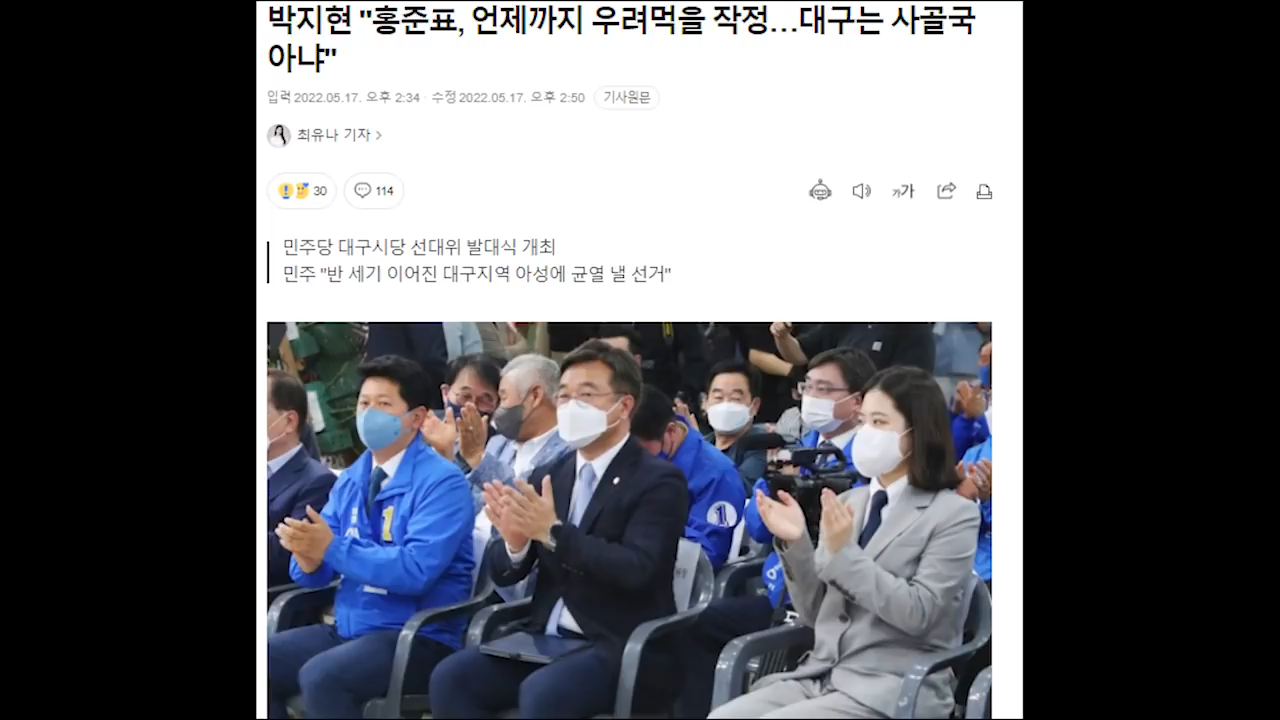 박지현 "홍준표, 언제까지 우려먹을 작정…대구는 사골국
아냐"
입력 2022.05.17. 오후 2:34 · 수정 2022.05.17. 오후 2:50 기사원문
최유나 기자 >
30 114 가가
민주당 대구시당 선대위 발대식 개최
민주 "반 세기 이어진 대구지역 아성에 균열 낼 선거"
1
1